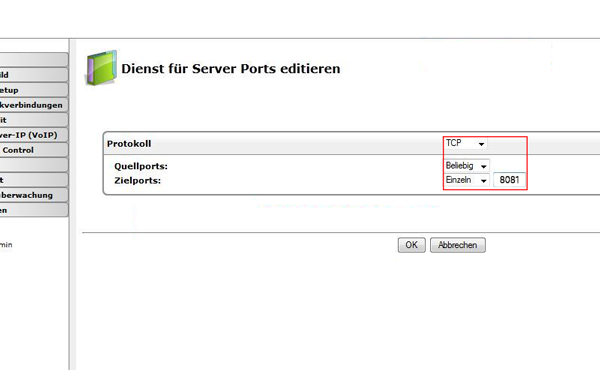 Dienst für Server Ports editieren
ild
etup
kverbindungen
it
ver-IP (VoIP)
Control
t
berwachung
en
min
Protokoll TCP
Quellports: Beliebig
Zielports: Einzeln 8081
OK Abbrechen